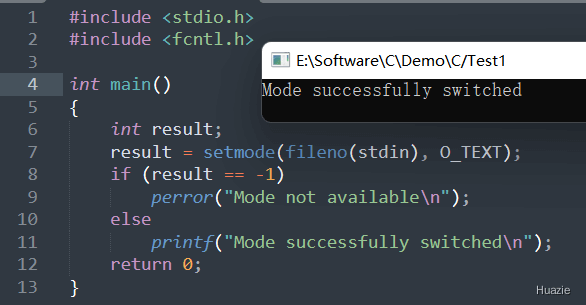 1 #include <stdio.h>
2 #include <fcntl.h>
3
4 int main()
5 {
6 int result;
7 result = setmode(fileno(stdin), O_TEXT);
8 if (result == -1)
9 perror("Mode not available\n");
10 else
11 printf("Mode successfully switched\n");
12 return 0;
13 }
E:\Software\C\Demo\C/Test1
Mode successfully switched
Huazie